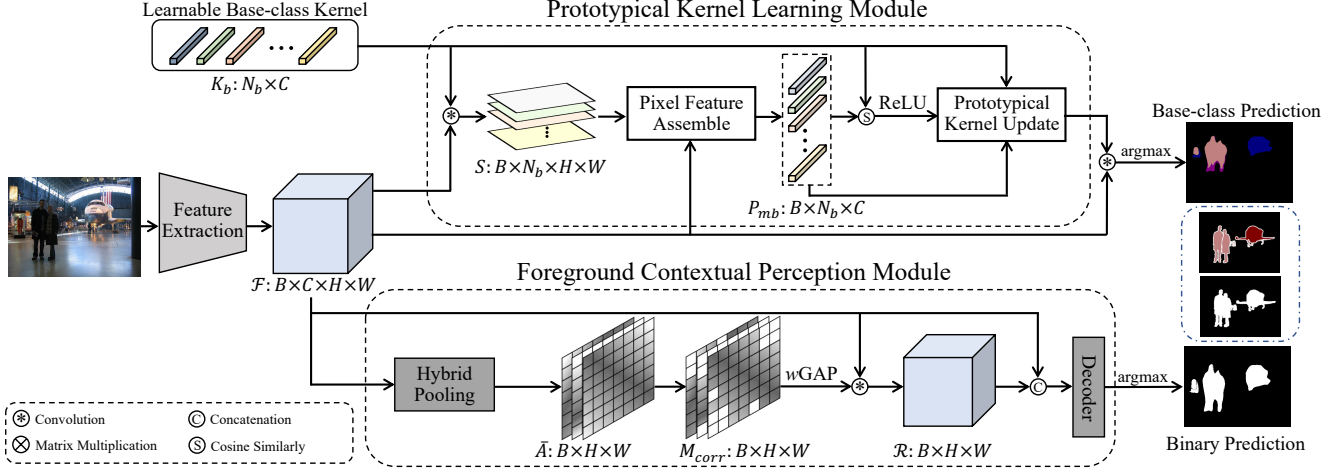 Learnable Base-class Kernel
Prototypical Kernel Learning Module
K_b: N_b×C
ReLU
Pixel Feature
Assemble
Prototypical
Kernel Update
S: B×N_b×H×W
P_mb: B×N_b×C
Base-class Prediction
argmax
Feature
Extraction
ℱ: B×C×H×W
Foreground Contextual Perception Module
Hybrid
Pooling
wGAP
Decoder
argmax
Ā: B×H×W
M_corr: B×H×W
ℛ: B×H×W
Binary Prediction
Convolution
Concatenation
Matrix Multiplication
Cosine Similarly
* 
S
*
*
C
* C
× S